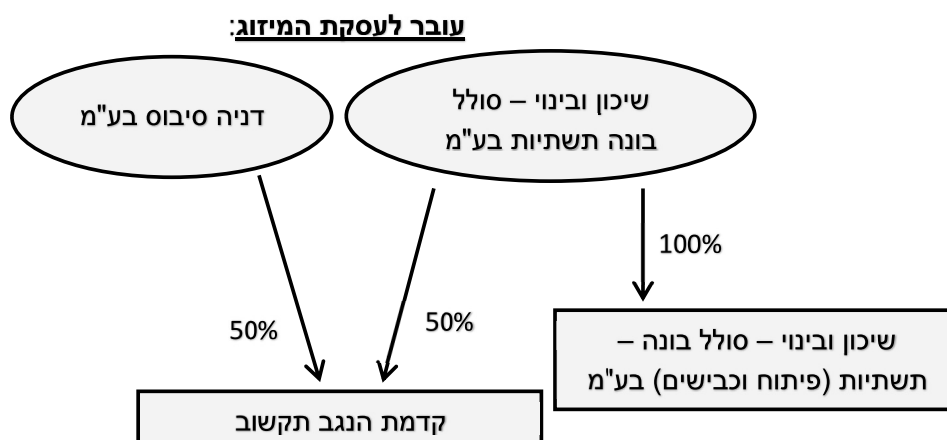 עובר לעסקת המיזוג:
שיכון ובינוי – סולל
בונה תשתיות בע"מ
דניה סיבוס בע"מ
100%
50%
50%
שיכון ובינוי – סולל בונה –
תשתיות (פיתוח וכבישים) בע"מ
קדמת הנגב תקשוב